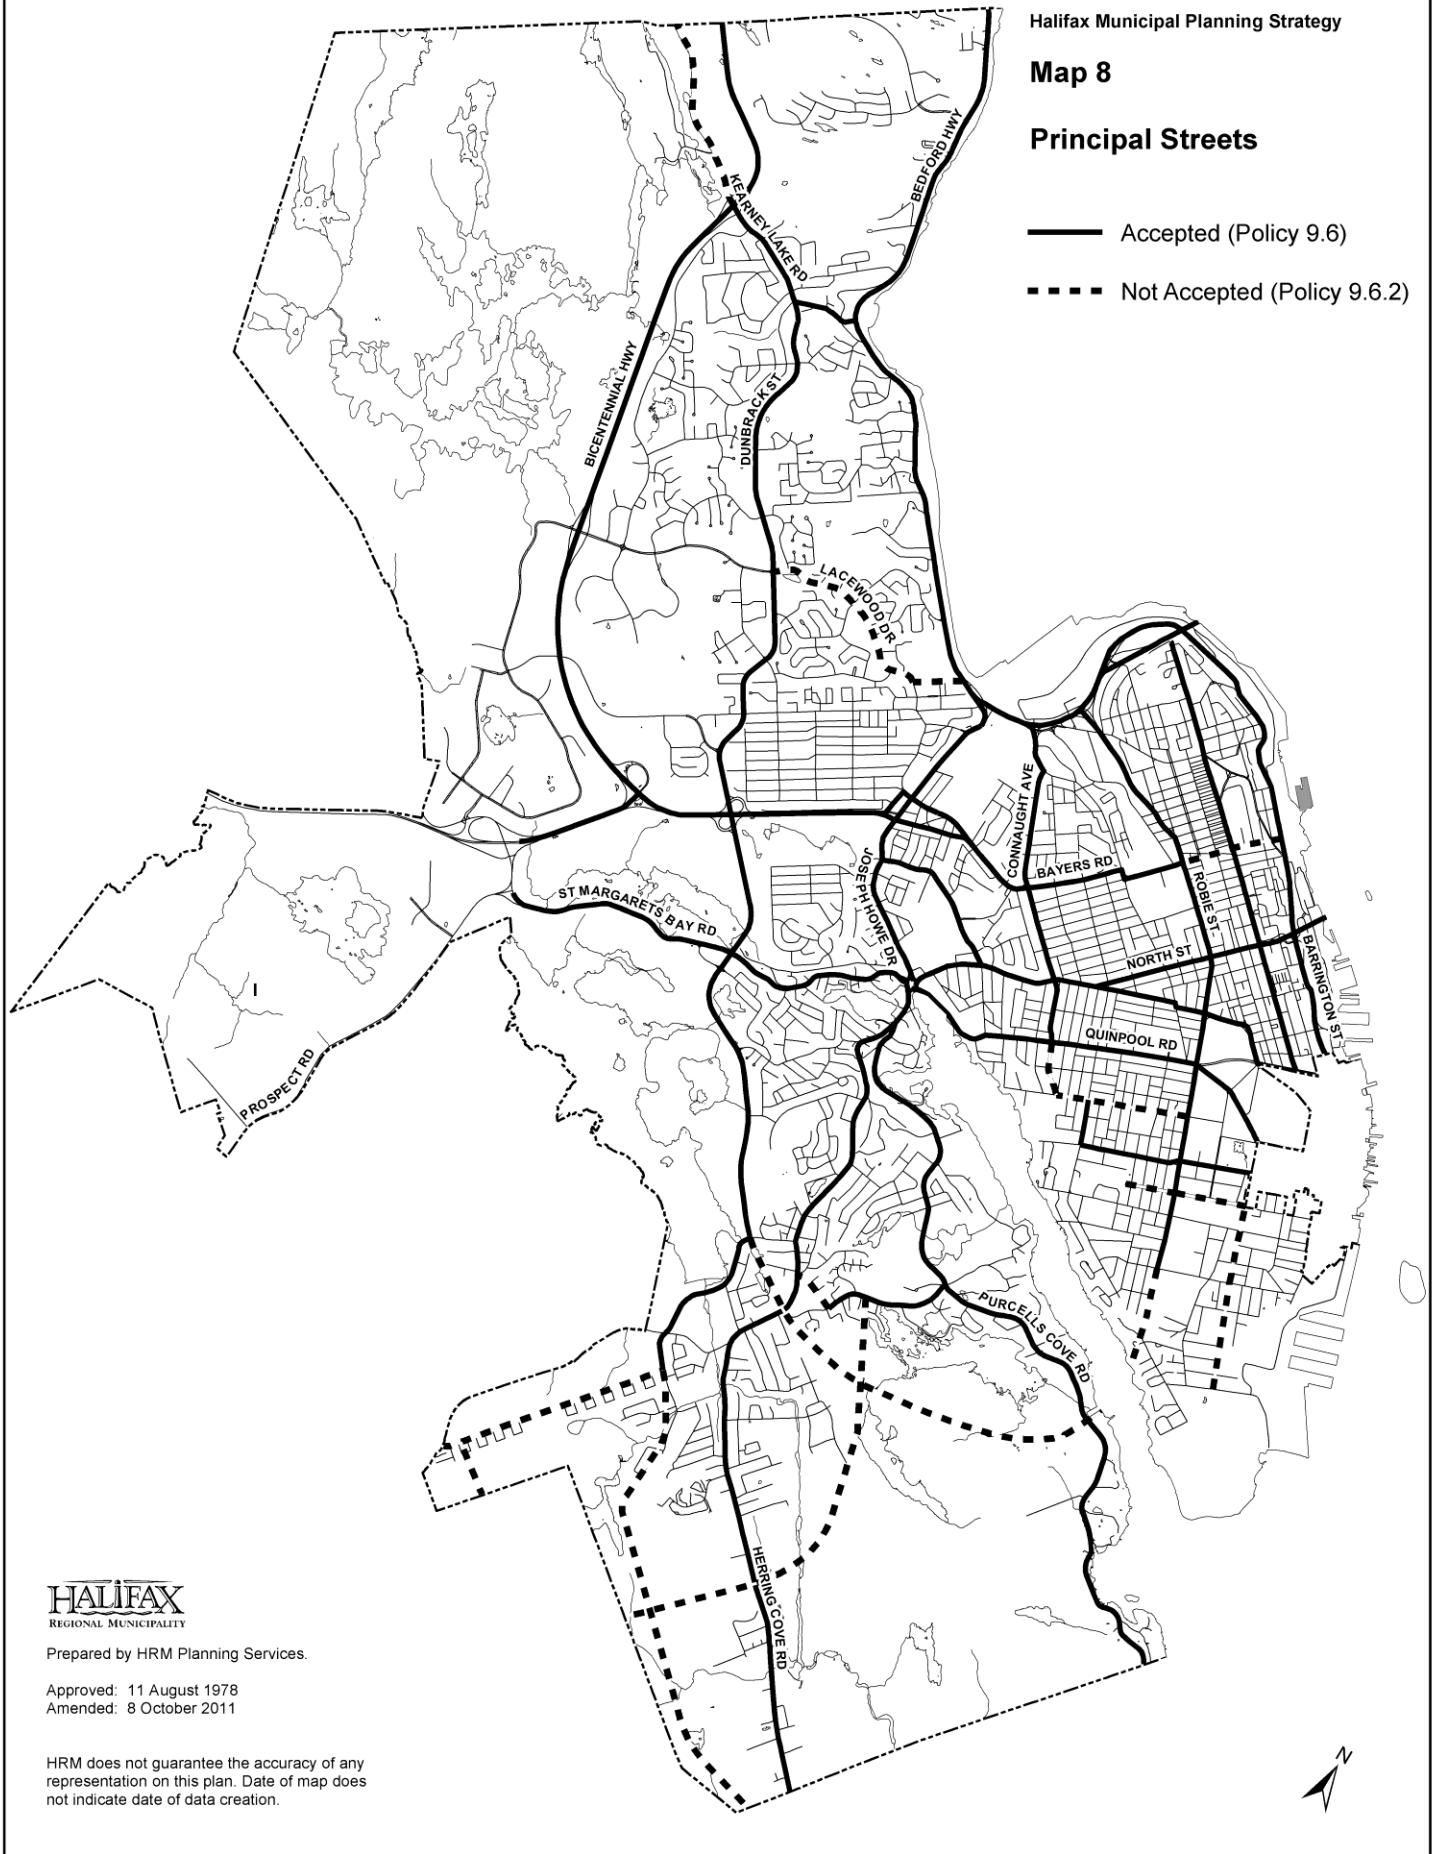 Halifax Municipal Planning Strategy
Map 8
Principal Streets
Accepted (Policy 9.6)
Not Accepted (Policy 9.6.2)
BEDFORD HWY
KEARNEY LAKE RD
BICENTENNIAL HWY
DUNBRACK ST
LACEWOOD DR
CONNAUGHT AVE
BAYERS RD
JOSEPH HOWE DR
ROBIE ST
ST MARGARETS BAY RD
NORTH ST
BARRINGTON ST
QUINPOOL RD
I
PROSPECT RD
PURCELLS COVE RD
HERRING COVE RD
HALIFAX
REGIONAL MUNICIPALITY
Prepared by HRM Planning Services.
Approved: 11 August 1978
Amended: 8 October 2011
HRM does not guarantee the accuracy of any
representation on this plan. Date of map does
not indicate date of data creation.
N